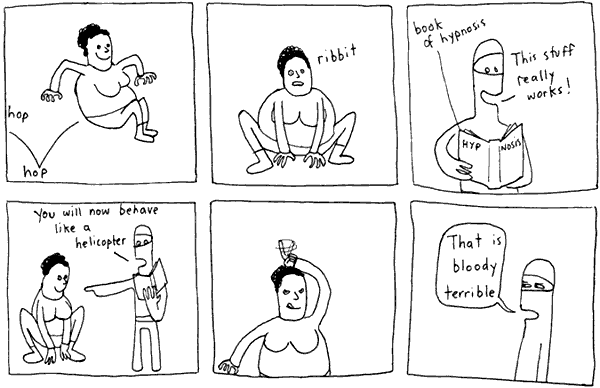 hop
hop
ribbit
book
of hypnosis
This stuff
really
works!
HYP NOSIS
You will now behave
like a
helicopter
That is
bloody
terrible